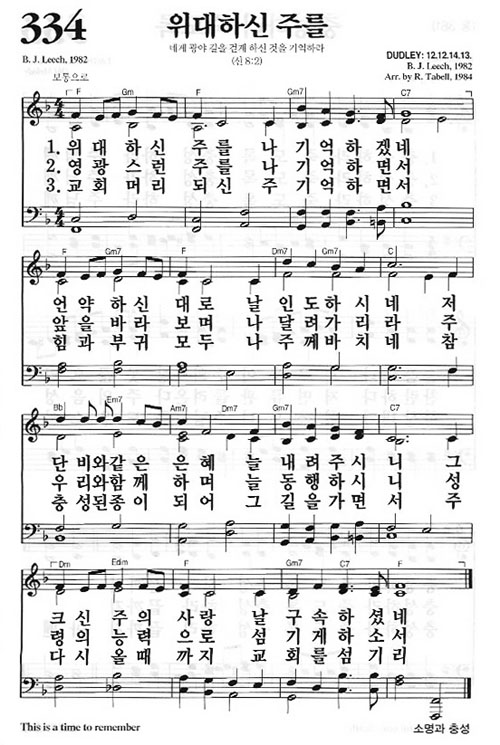 334
위대하신 주를
네게 광야 길을 걷게 하신 것을 기억하라
(신 8:2)
B. J. Leech, 1982
보통으로
DUDLEY: 12.12.14.13.
B. J. Leech, 1982
Arr. by R. Tabell, 1984
F Gm F Gm7 C7
1. 위 대 하 신 주 를 나 기 억 하 겠 네
2. 영 광 스 런 주 를 나 기 억 하 면 서
3. 교 회 머 리 되 신 주 기 억 하 면 서
F Gm7 F Dm7 Gm7 C
언 약 하 신 대 로 날 인 도 하 시 네 저
앞 을 바 라 보 며 나 달 려 가 리 라 주
힘 과 부 귀 모 두 나 주 께 바 치 네 참
Bb Em7 Am7 Dm7 Gm7 C7
단 비 와 같 은 은 혜 늘 내 려 주 시 니 그
우 리 와 함 께 하 며 늘 동 행 하 시 니 성
충 성 된 종 이 되 어 그 길 을 가 면 서 주
Dm Edim F Gm7 C7 F
크 신 주 의 사 랑 날 구 속 하 셨 네
령 의 능 력 으 로 섬 기 게 하 소 서
다 시 올 때 까 지 교 회 를 섬 기 리
This is a time to remember
소명과 충성